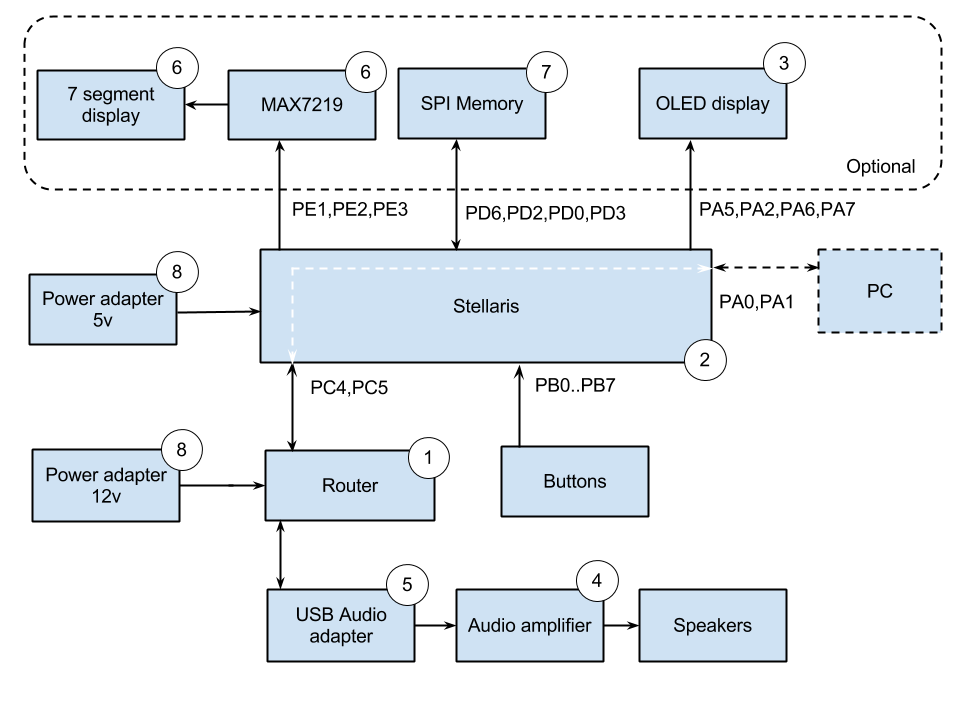 6
6
7
3
7 segment
display
MAX7219
SPI Memory
OLED display
Optional
PE1,PE2,PE3
PD6,PD2,PD0,PD3
PA5,PA2,PA6,PA7
8
Power adapter
5v
Stellaris
PA0,PA1
PC
2
PC4,PC5
PB0..PB7
8
Power adapter
12v
1
Router
Buttons
5
USB Audio
adapter
4
Audio amplifier
Speakers